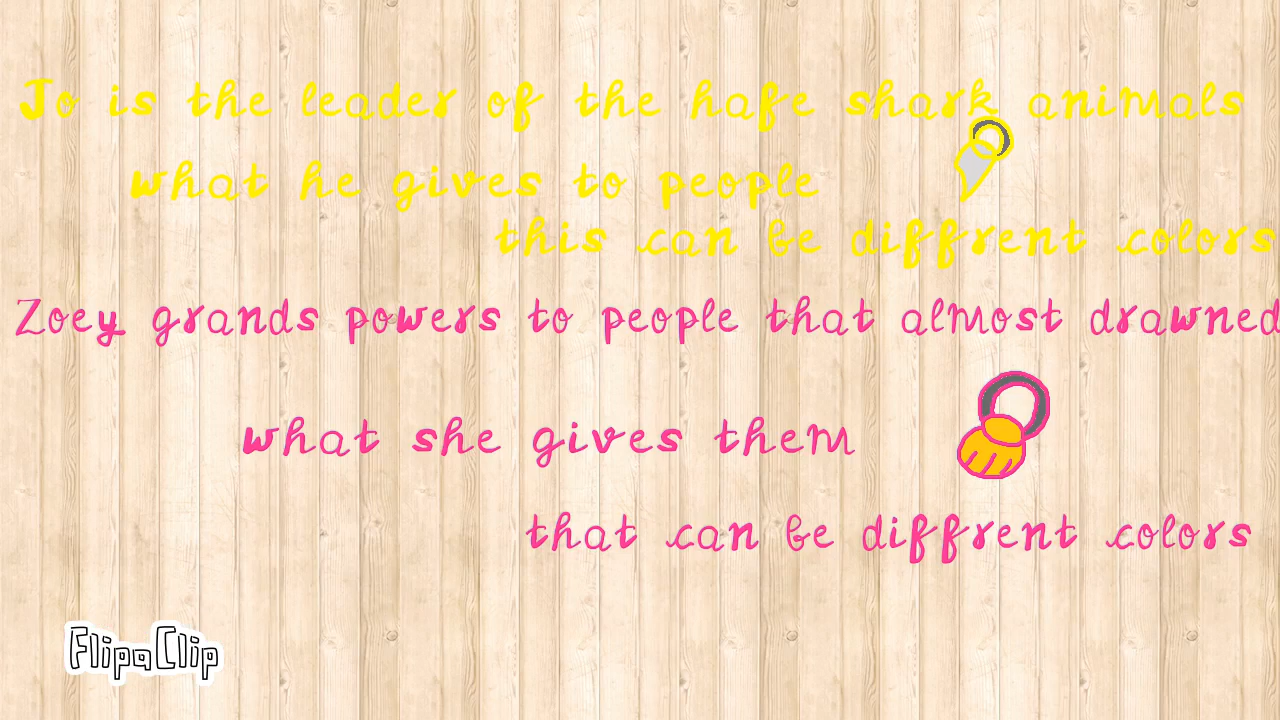 Jo is the leader of the hafe shark animals
what he gives to people
this can be diffrent colors
Zoey grands powers to people that almost drawned
what she gives them
that can be diffrent colors
FlipaClip